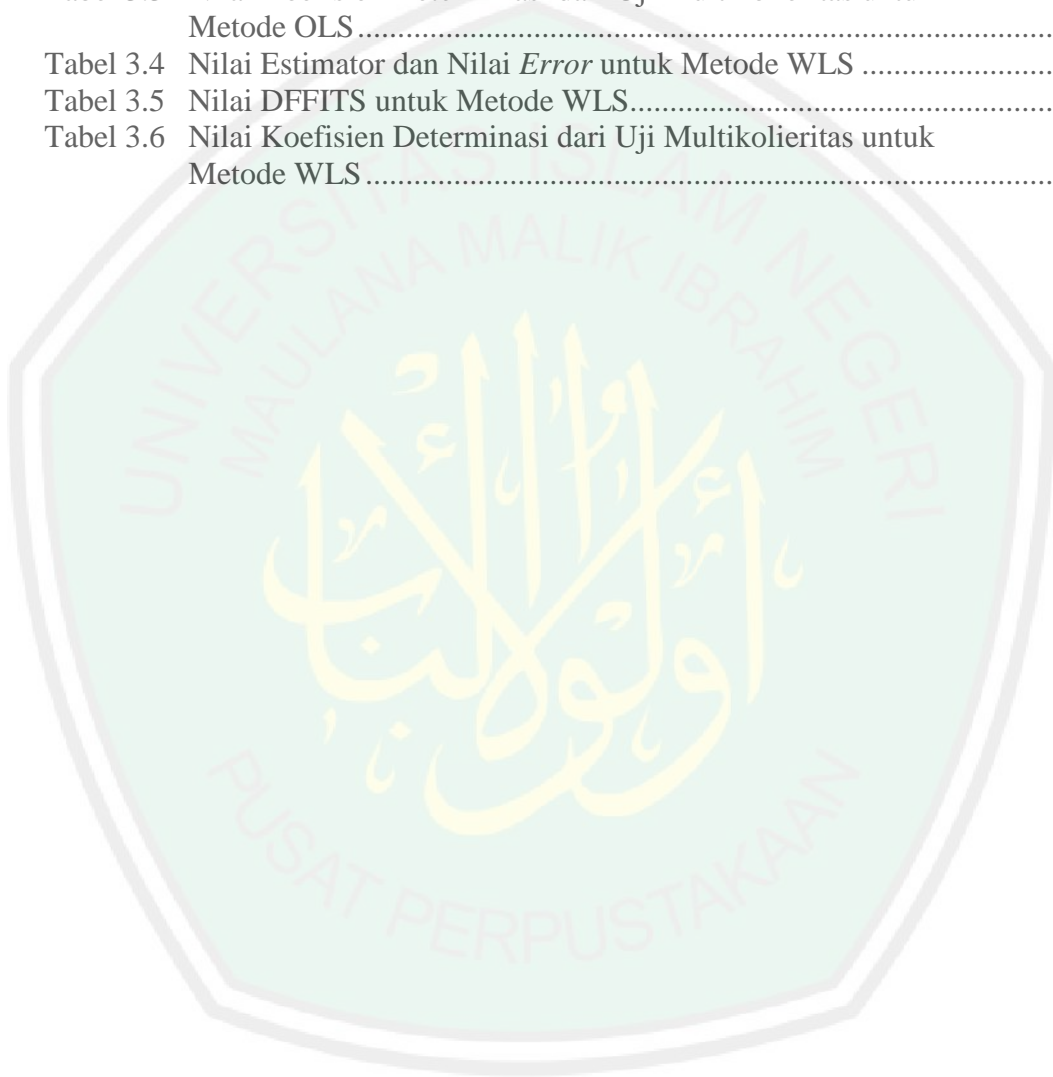 Metode OLS.......................................................................................
Tabel 3.4 Nilai Estimator dan Nilai Error untuk Metode WLS ........................
Tabel 3.5 Nilai DFFITS untuk Metode WLS.....................................................
Tabel 3.6 Nilai Koefisien Determinasi dari Uji Multikolieritas untuk
Metode WLS......................................................................................
UNIVERSITAS ISLAM NEGERI
MAULANA MALIK IBRAHIM
أولوا الألباب
PUSAT PERPUSTAKAAN